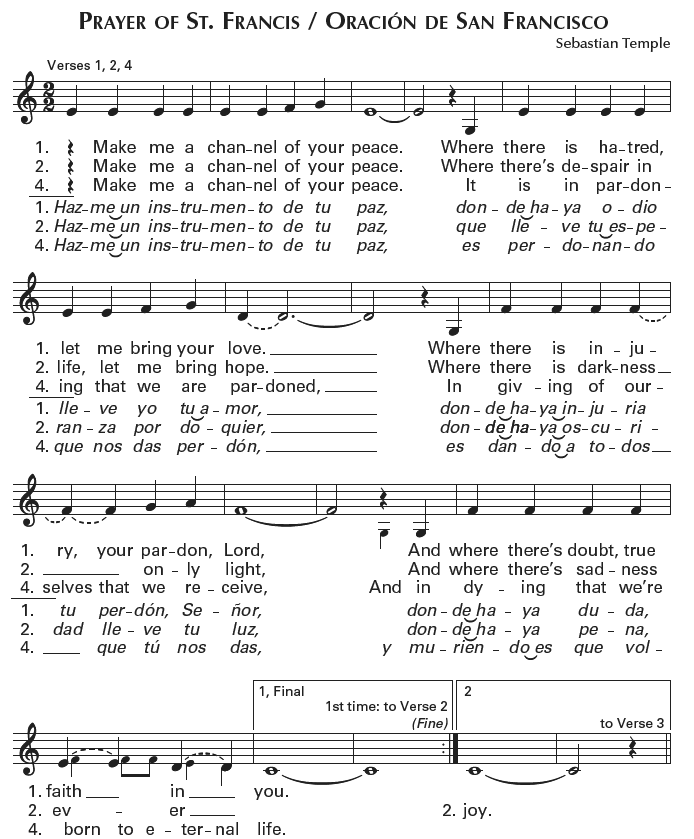 PRAYER OF ST. FRANCIS / ORACIÓN DE SAN FRANCISCO
Sebastian Temple
Verses 1, 2, 4
1. Make me a chan-nel of your peace. Where there is ha-tred,
2. Make me a chan-nel of your peace. Where there's de-spair in
4. Make me a chan-nel of your peace. It is in par-don-
1. Haz-me un ins-tru-men-to de tu paz, don-de ha-ya o-dio
2. Haz-me un ins-tru-men-to de tu paz, que lle-ve tu es-pe-
4. Haz-me un ins-tru-men-to de tu paz, es per-do-nan-do
1. let me bring your love. Where there is in-ju-
2. life, let me bring hope. Where there is dark-ness
4. ing that we are par-doned, In giv-ing of our-
1. lle-ve yo tu a-mor, don-de ha-ya in-ju-ria
2. ran-za por do-quier, don-de ha-ya os-cu-ri-
4. que nos das per-dón, es dan-do a to-dos
1. ry, your par-don, Lord, And where there's doubt, true
2. on-ly light, And where there's sad-ness
4. selves that we re-ceive, And in dy-ing that we're
1. tu per-dón, Se-ñor, don-de ha-ya du-da,
2. dad lle-ve tu luz, don-de ha-ya pe-na,
4. que tú nos das, y mu-rien-do es que vol-
1, Final
1st time: to Verse 2
(Fine)
2
to Verse 3
1. faith in you.
2. ev-er 2. joy.
4. born to e-ter-nal life.